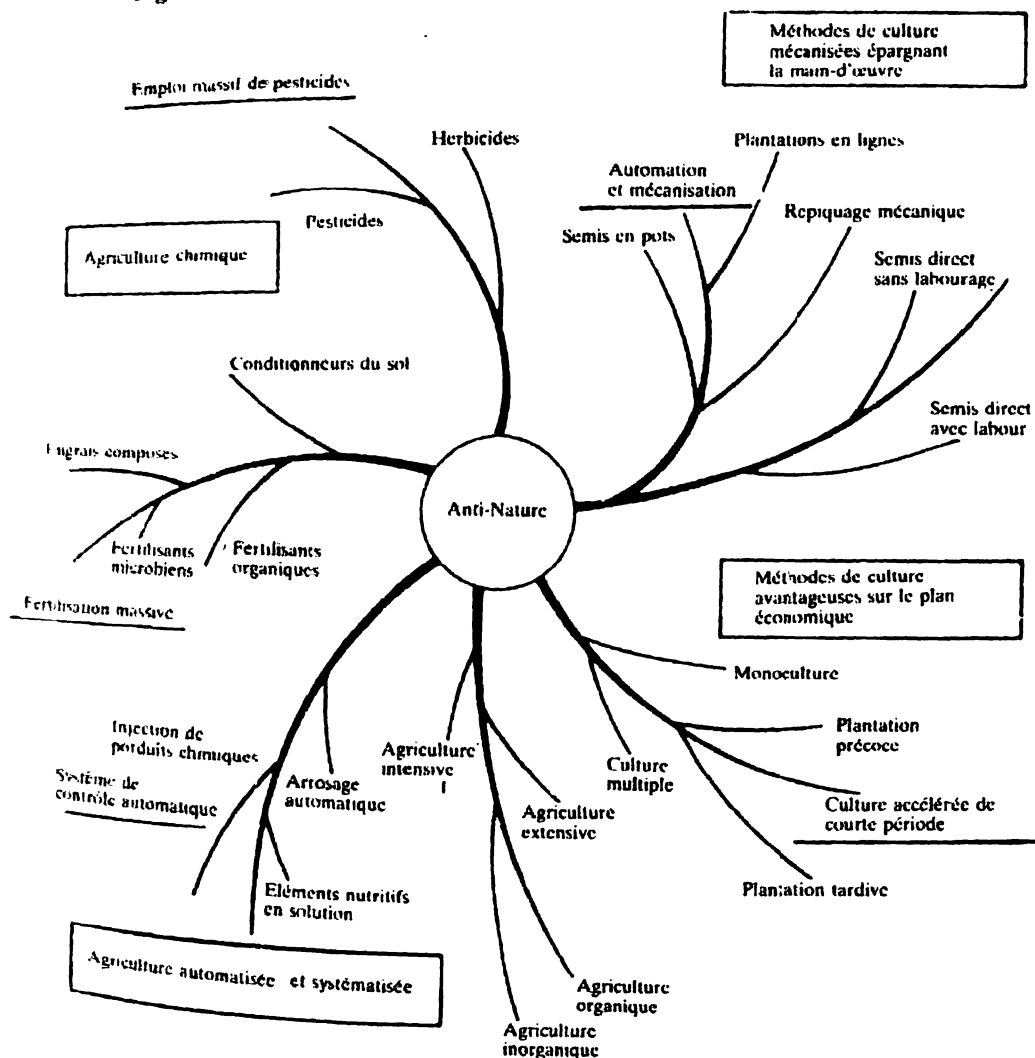 Méthodes de culture
mécanisées épargnant
la main-d'œuvre
Emploi massif de pesticides
Herbicides
Plantations en lignes
Automation
et mécanisation
Repiquage mécanique
Pesticides
Semis en pots
Semis direct
sans labourage
Agriculture chimique
Conditionneurs du sol
Semis direct
avec labour
Engrais composés
Anti-Nature
Fertilisants
microbiens
Fertilisants
organiques
Méthodes de culture
avantageuses sur le plan
économique
Fertilisation massive
Monoculture
Injection de
porduits chimiques
Plantation
précoce
Agriculture
intensive
Culture
multiple
Système de
contrôle automatique
Arrosage
automatique
Agriculture
extensive
Culture accélérée de
courte période
Eléments nutritifs
en solution
Plantation tardive
Agriculture automatisée et systématisée
Agriculture
organique
Agriculture
inorganique